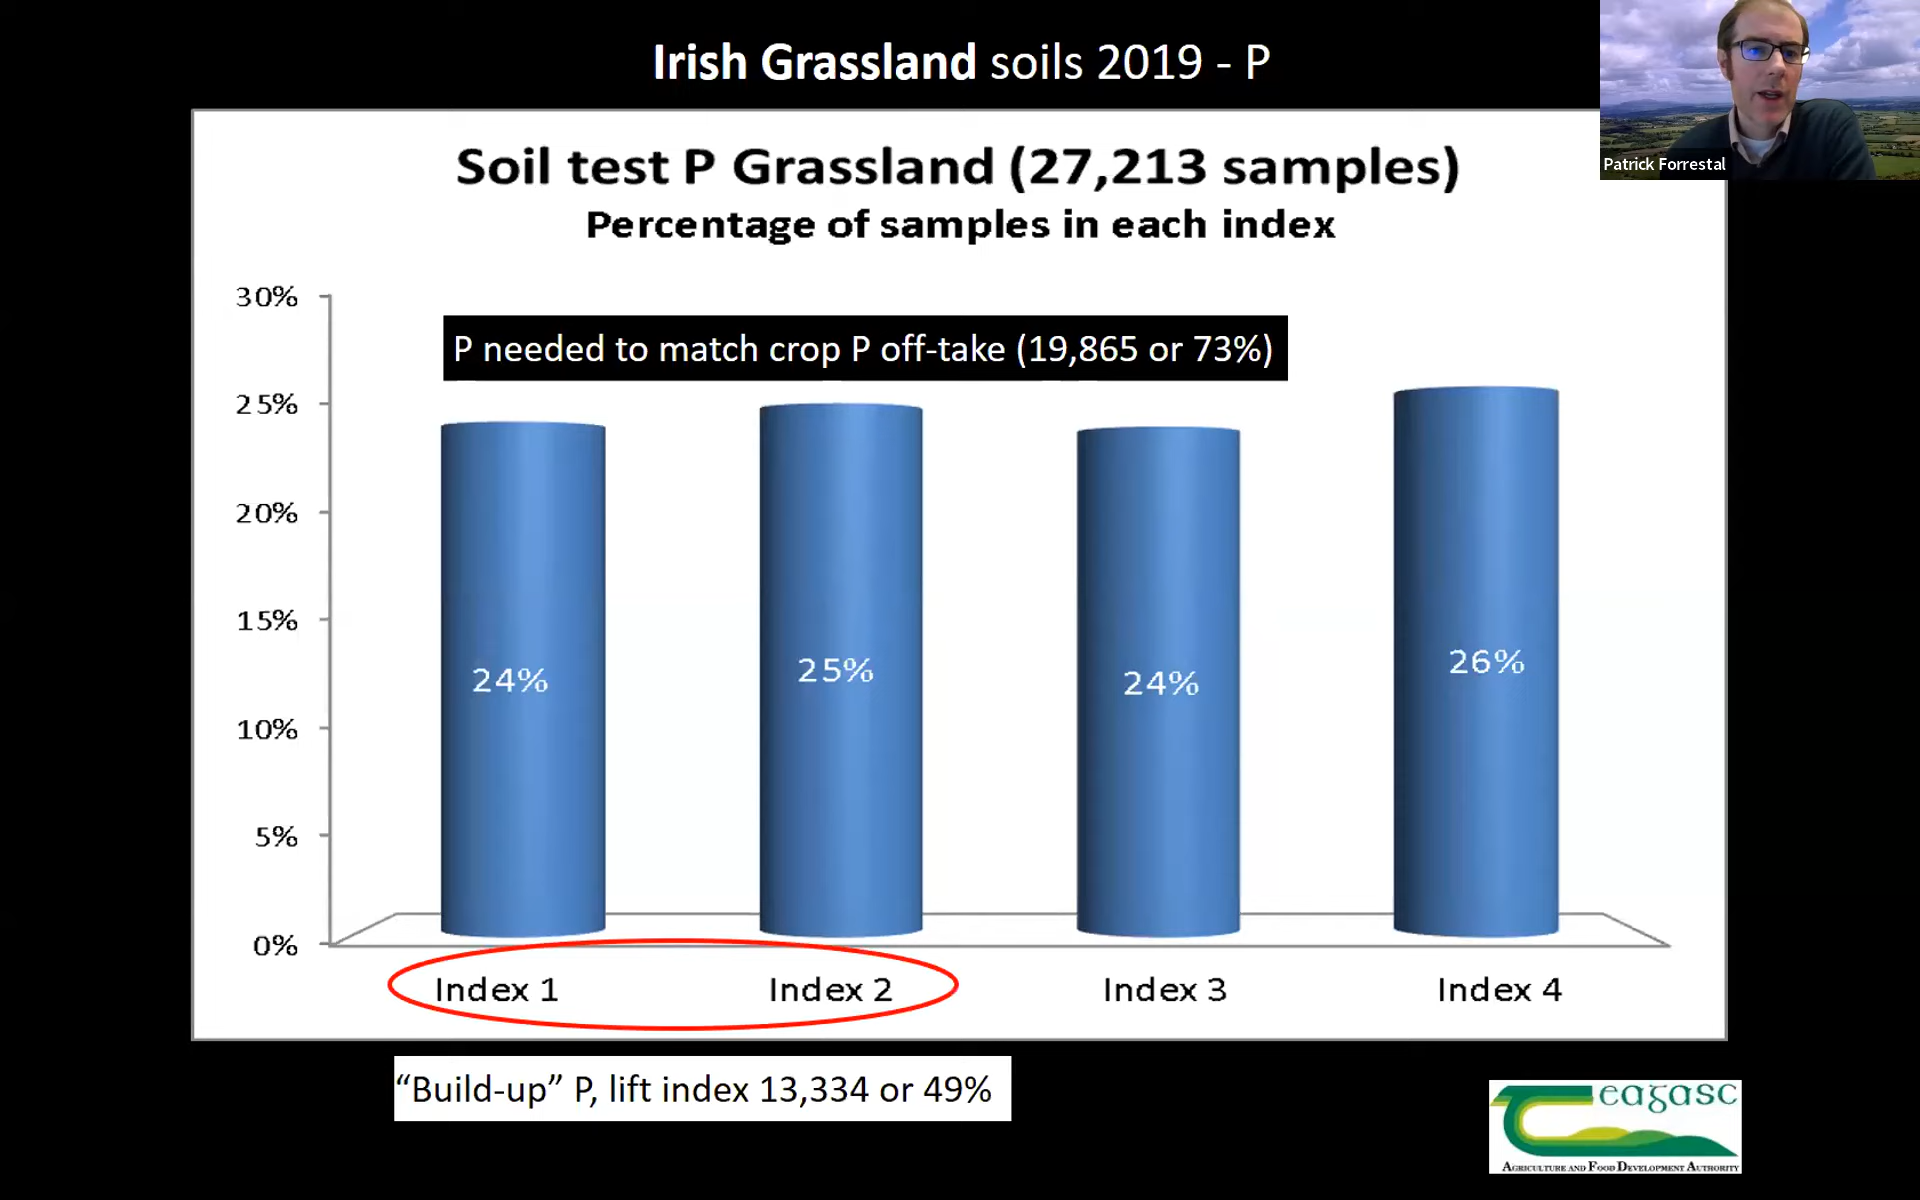 Irish Grassland soils 2019 - P
Patrick Forrestal
Soil test P Grassland (27,213 samples)
Percentage of samples in each index
30%
P needed to match crop P off-take (19,865 or 73%)
25%
20%
15%
10%
5%
0%
24%
25%
24%
26%
Index 1
Index 2
Index 3
Index 4
“Build-up” P, lift index 13,334 or 49%
eagasc
AGRICULTURE AND FOOD DEVELOPMENT AUTHORITY